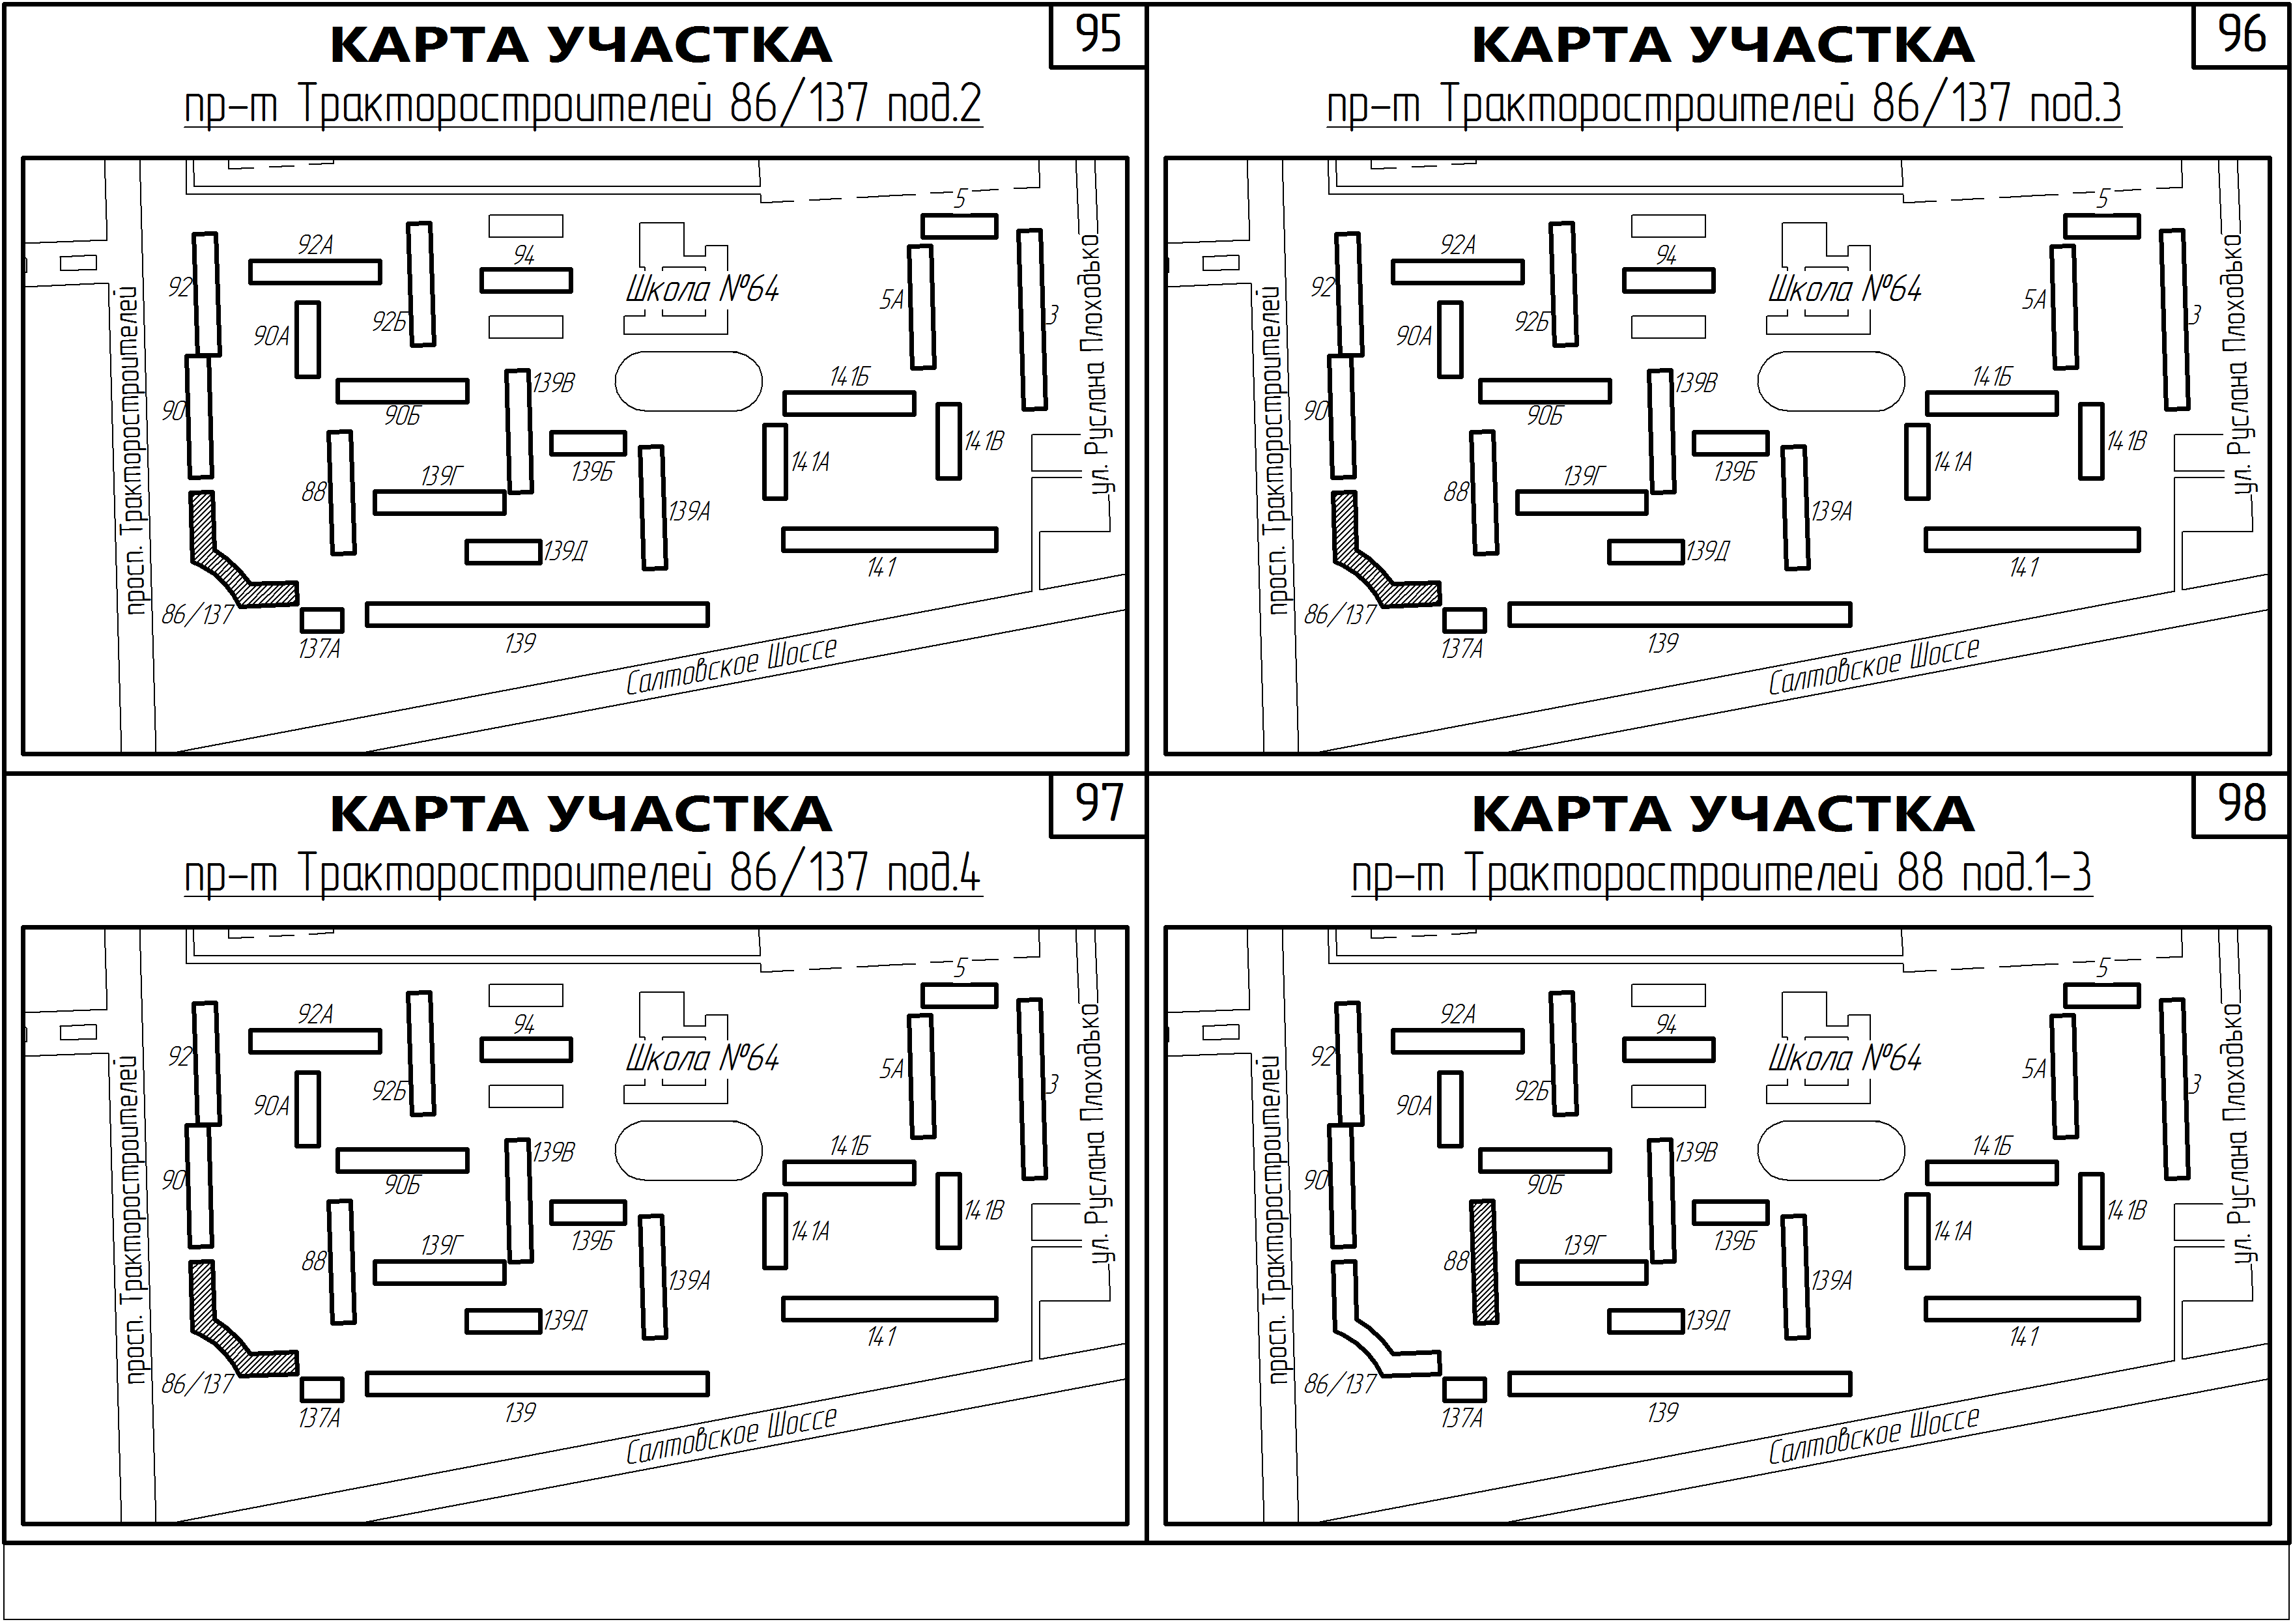 95
КАРТА УЧАСТКА
пр-т Тракторостроителей 86/137 под.2
5
92А
94
92
Школа №64
5А
3
92Б
90А
ул. Руслана Плоходько
просп. Тракторостроителей
139В
141Б
90
90Б
141В
141А
139Б
139Г
88
139А
139Д
141
86/137
137А
139
Салтовское Шоссе
96
КАРТА УЧАСТКА
пр-т Тракторостроителей 86/137 под.3
5
92А
94
92
Школа №64
5А
3
92Б
90А
ул. Руслана Плоходько
просп. Тракторостроителей
139В
141Б
90
90Б
141В
141А
139Б
139Г
88
139А
139Д
141
86/137
137А
139
Салтовское Шоссе
97
КАРТА УЧАСТКА
пр-т Тракторостроителей 86/137 под.4
5
92А
94
92
Школа №64
5А
3
92Б
90А
ул. Руслана Плоходько
просп. Тракторостроителей
139В
141Б
90
90Б
141В
141А
139Б
139Г
88
139А
139Д
141
86/137
137А
139
Салтовское Шоссе
98
КАРТА УЧАСТКА
пр-т Тракторостроителей 88 под.1-3
5
92А
94
92
Школа №64
5А
3
92Б
90А
ул. Руслана Плоходько
просп. Тракторостроителей
139В
141Б
90
90Б
141В
141А
139Б
139Г
88
139А
139Д
141
86/137
137А
139
Салтовское Шоссе